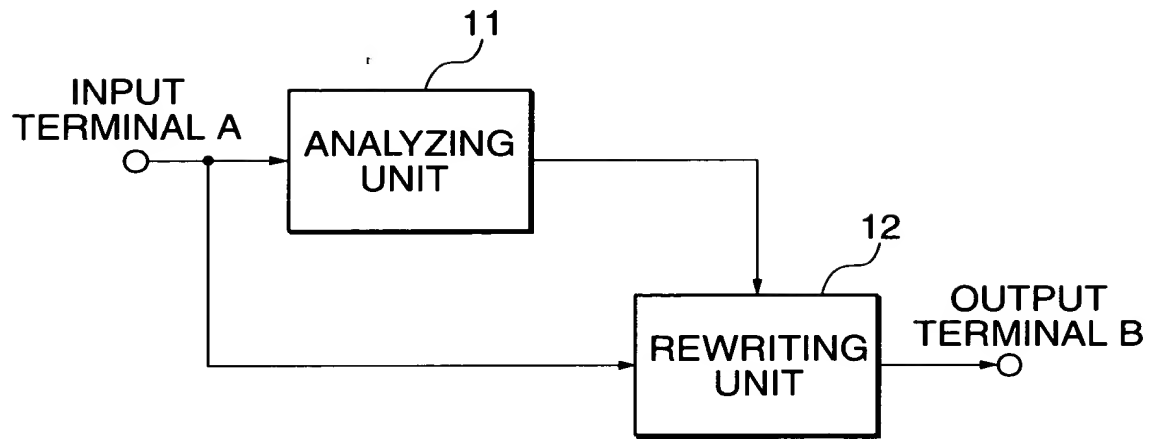 11
INPUT
TERMINAL A
ANALYZING
UNIT
12
OUTPUT
TERMINAL B
REWRITING
UNIT